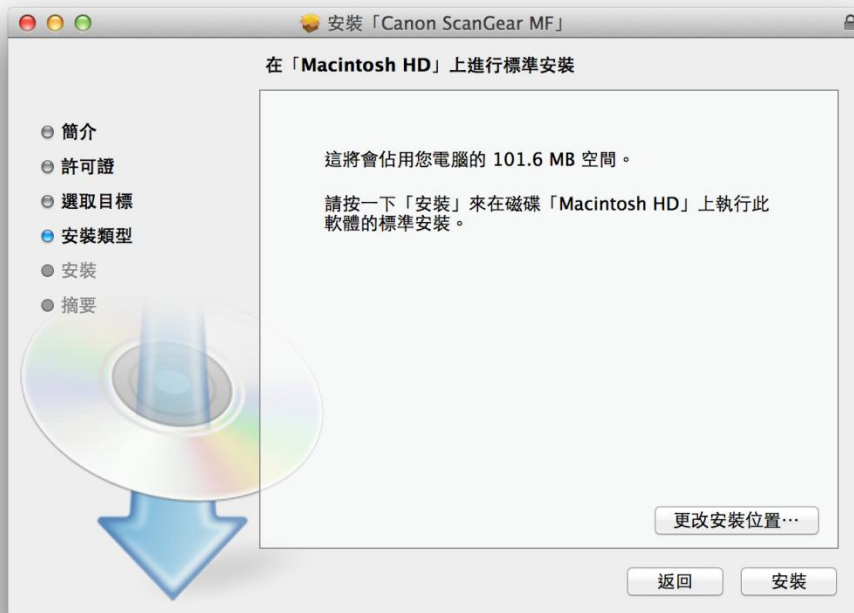 安裝「Canon ScanGear MF」
在「Macintosh HD」上進行標準安裝
簡介
許可證
選取目標
安裝類型
安裝
摘要
這將會佔用您電腦的 101.6 MB 空間。
請按一下「安裝」來在磁碟「Macintosh HD」上執行此
軟體的標準安裝。
更改安裝位置⋯
返回
安裝